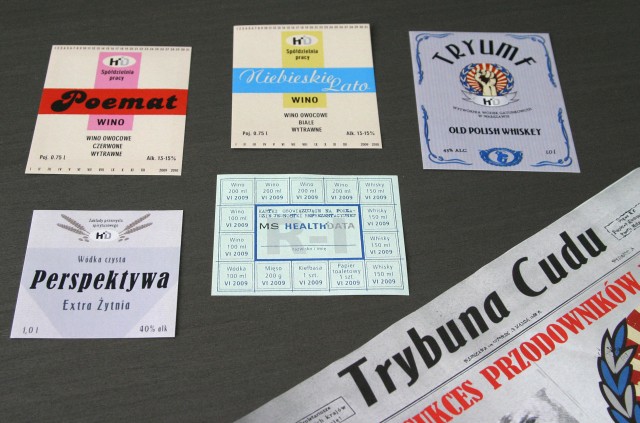 Spółdzielnia
pracy
Poemat
WINO
WINO OWOCOWE
CZERWONE
WYTRAWNE
Poj. 0.75 l
Alk. 13-15%
Spółdzielnia
pracy
Niebieskie
Lato
WINO
WINO OWOCOWE
BIAŁE
WYTRAWNE
Poj. 0.75 l
Alk. 13-15%
TRYUMF
OLD POLISH WHISKEY
45% ALC
1,0 l
Zakłady przemysłu
spirytusowego
Wódka czysta
Perspektywa
Extra Żytnia
1,0 l
40% alk
Wino
200 ml
VI 2009
Wino
200 ml
VI 2009
Wino
200 ml
VI 2009
Whisky
150 ml
VI 2009
Whisky
150 ml
VI 2009
Wino
100 ml
VI 2009
Whisky
150 ml
VI 2009
Wino
100 ml
VI 2009
Whisky
150 ml
VI 2009
MS HEALTHDATA
R-1
Wódka
100 ml
VI 2009
Mięso
200 g
VI 2009
Kiełbasa
1 szt.
VI 2009
Papier
toaletowy
1 szt.
VI 2009
Whisky
150 ml
VI 2009
Trybuna Cudu
SUKCES PRZODOWNIKÓW